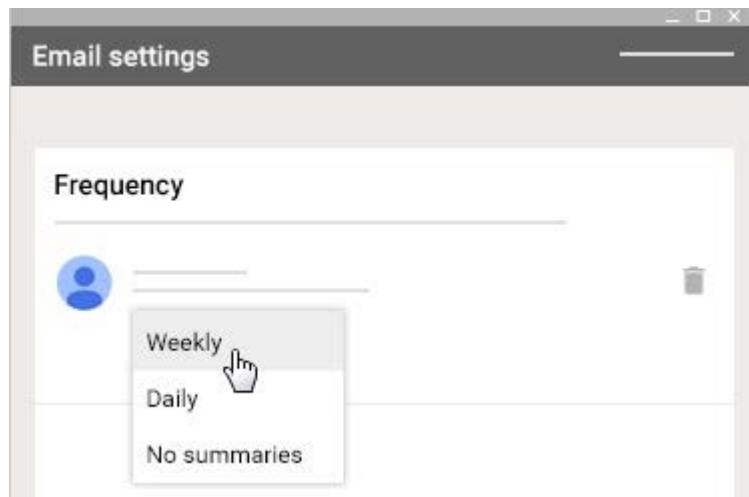 Email settings
Frequency
Weekly
Daily
No summaries